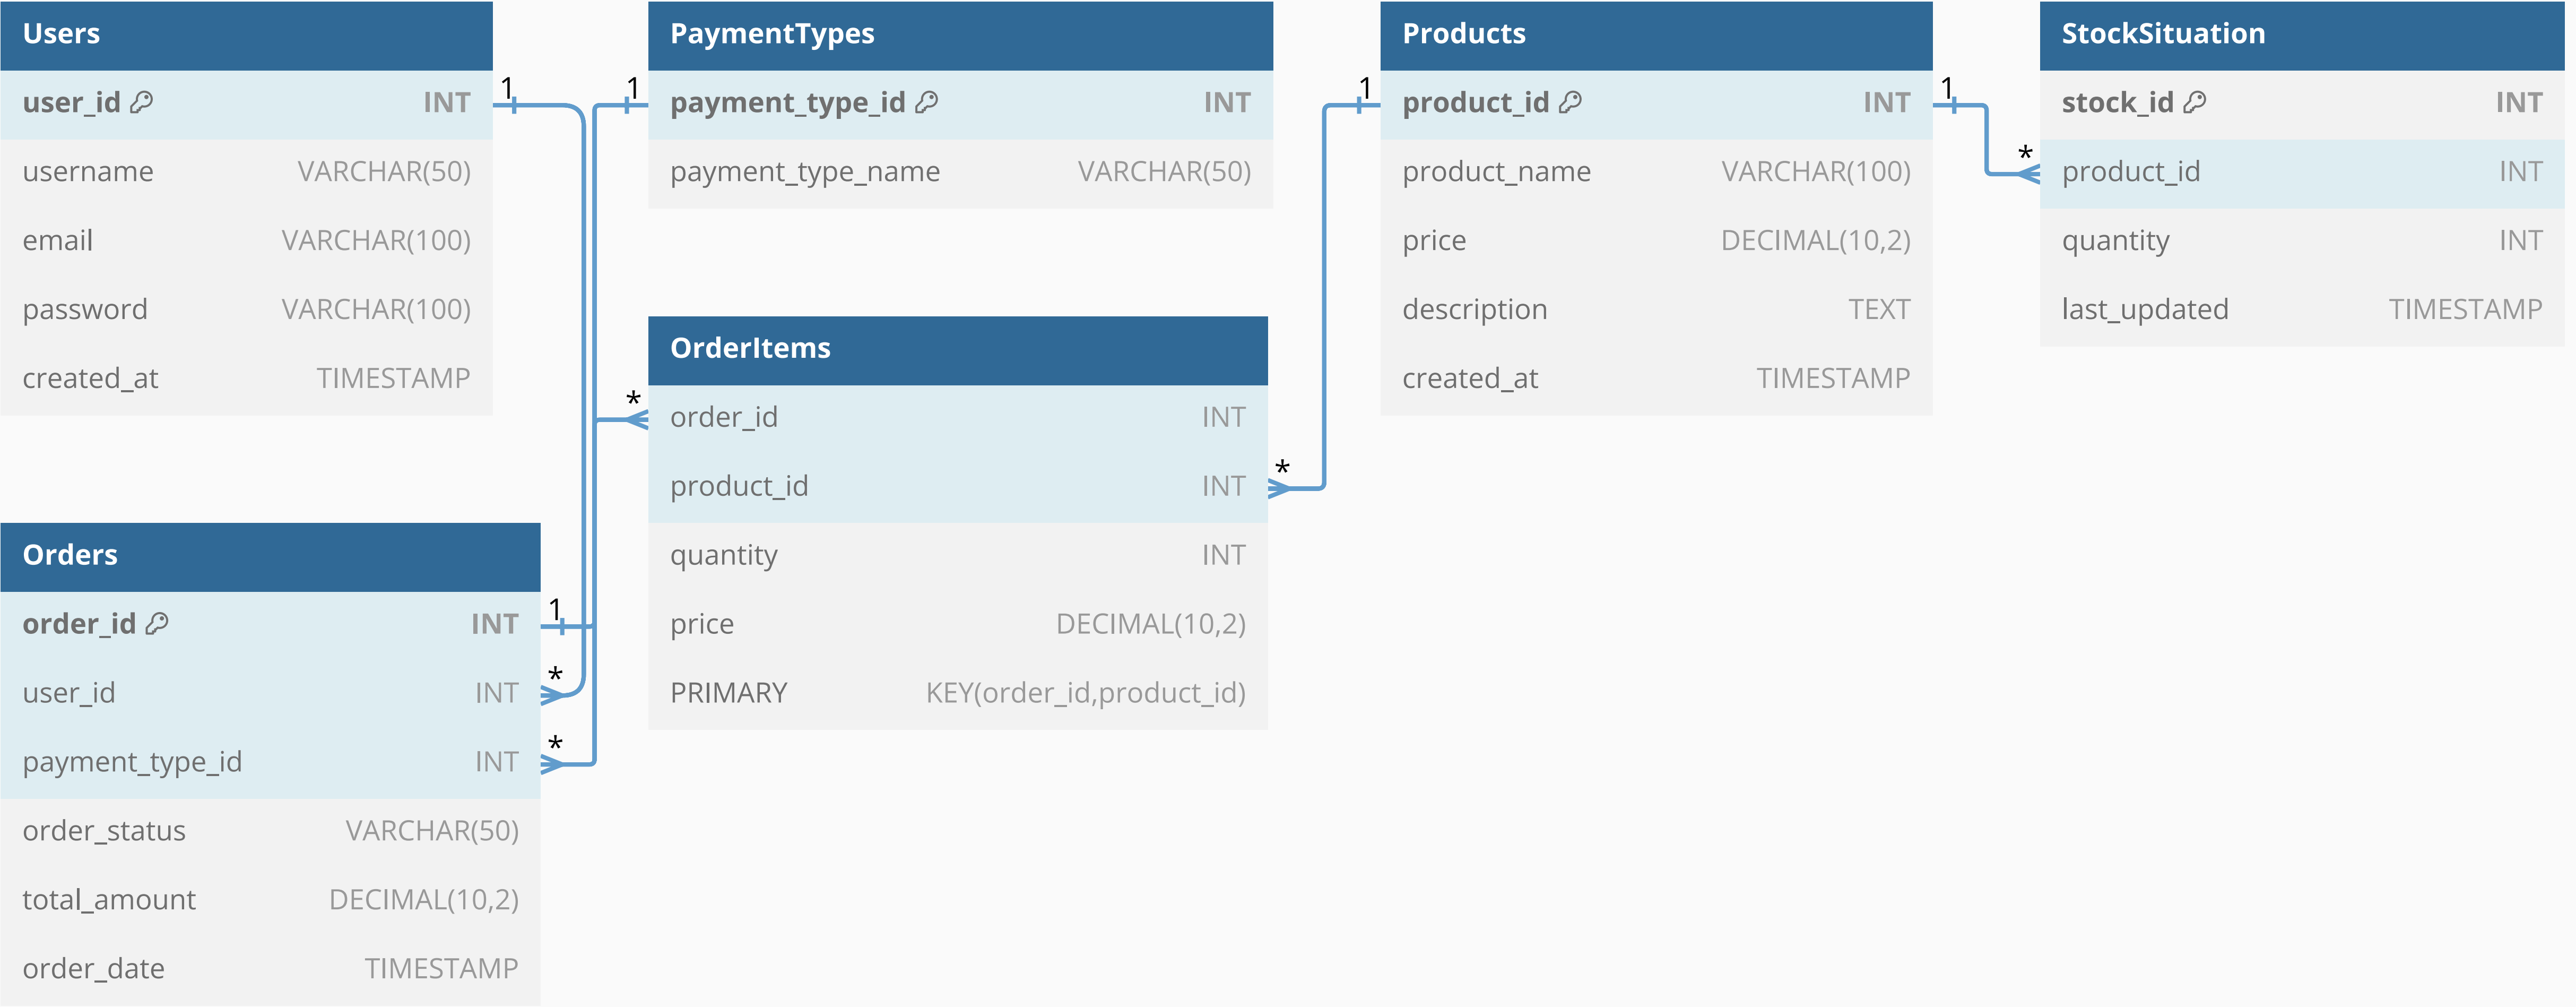 Users
user_id INT
username VARCHAR(50)
email VARCHAR(100)
password VARCHAR(100)
created_at TIMESTAMP
1
1
PaymentTypes
payment_type_id INT
payment_type_name VARCHAR(50)
OrderItems
*
order_id INT
product_id INT
*
quantity INT
price DECIMAL(10,2)
PRIMARY KEY(order_id,product_id)
1
Products
product_id INT
product_name VARCHAR(100)
price DECIMAL(10,2)
description TEXT
created_at TIMESTAMP
1
*
StockSituation
stock_id INT
product_id INT
quantity INT
last_updated TIMESTAMP
Orders
order_id INT
1
user_id INT
*
payment_type_id INT
*
order_status VARCHAR(50)
total_amount DECIMAL(10,2)
order_date TIMESTAMP